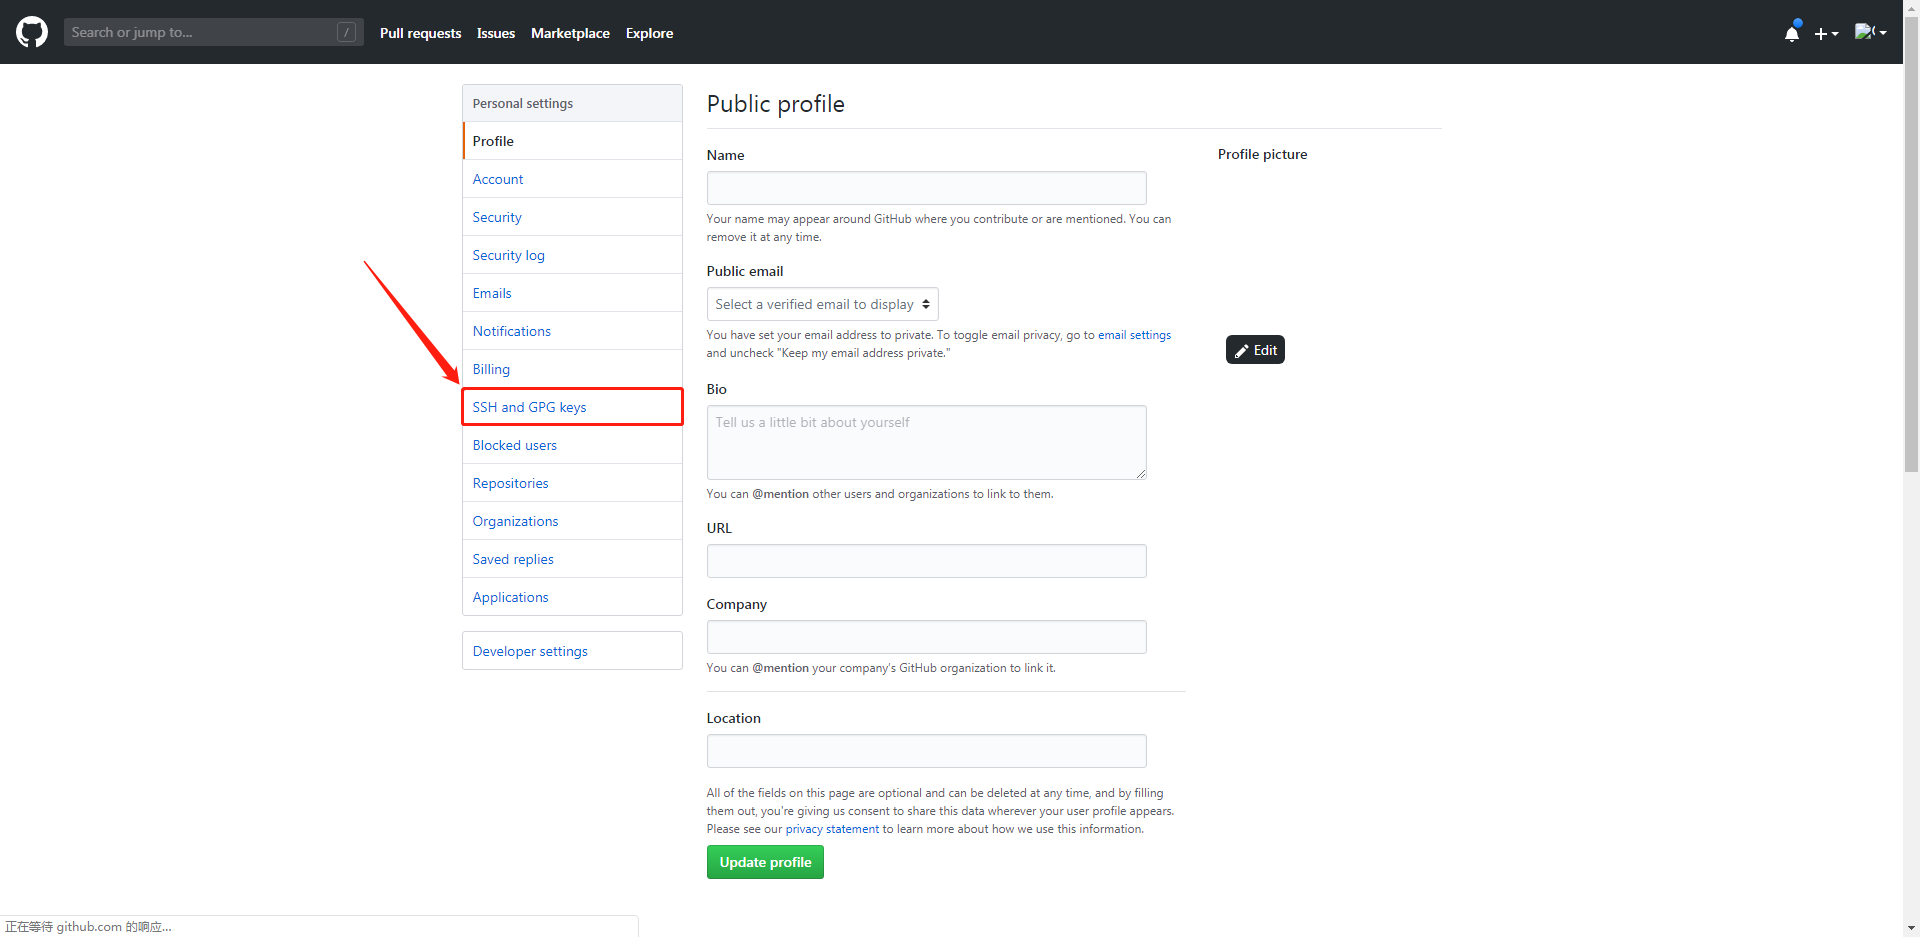 Search or jump to... /
Pull requests Issues Marketplace Explore
Personal settings
Profile
Account
Security
Security log
Emails
Notifications
Billing
SSH and GPG keys
Blocked users
Repositories
Organizations
Saved replies
Applications
Developer settings
Public profile
Name
Your name may appear around GitHub where you contribute or are mentioned. You can
remove it at any time.
Public email
Select a verified email to display
You have set your email address to private. To toggle email privacy, go to email settings
and uncheck "Keep my email address private."
Bio
Tell us a little bit about yourself
You can @mention other users and organizations to link to them.
URL
Company
You can @mention your company's GitHub organization to link it.
Location
All of the fields on this page are optional and can be deleted at any time, and by filling
them out, you're giving us consent to share this data wherever your user profile appears.
Please see our privacy statement to learn more about how we use this information.
Update profile
Profile picture
Edit
正在等待 github.com 的响应...